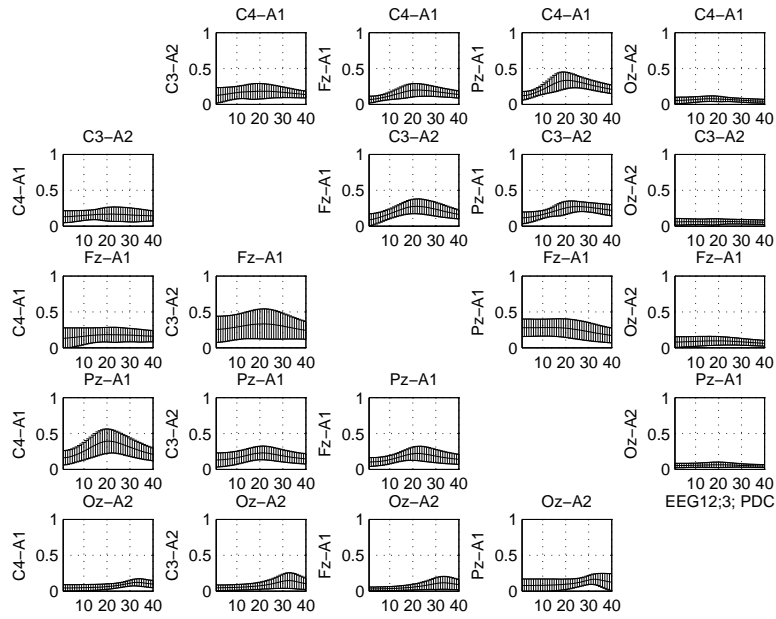 C4−A1 C4−A1 C4−A1 C4−A1
1 1 1 1
C3−A2 Fz−A1 Pz−A1 Oz−A2
0.5 0.5 0.5 0.5
0 0 0 0
10 20 30 40 10 20 30 40 10 20 30 40 10 20 30 40
C3−A2 C3−A2 C3−A2 C3−A2
1 1 1 1
C4−A1 Fz−A1 Pz−A1 Oz−A2
0.5 0.5 0.5 0.5
0 0 0 0
10 20 30 40 10 20 30 40 10 20 30 40 10 20 30 40
Fz−A1 Fz−A1 Fz−A1 Fz−A1
1 1 1 1
C4−A1 C3−A2 Pz−A1 Oz−A2
0.5 0.5 0.5 0.5
0 0 0 0
10 20 30 40 10 20 30 40 10 20 30 40 10 20 30 40
Pz−A1 Pz−A1 Pz−A1 Pz−A1
1 1 1 1
C4−A1 C3−A2 Fz−A1 Oz−A2
0.5 0.5 0.5 0.5
0 0 0 0
10 20 30 40 10 20 30 40 10 20 30 40 10 20 30 40
Oz−A2 Oz−A2 Oz−A2 Oz−A2 EEG12;3; PDC
1 1 1 1
C4−A1 C3−A2 Fz−A1 Pz−A1
0.5 0.5 0.5 0.5
0 0 0 0
10 20 30 40 10 20 30 40 10 20 30 40 10 20 30 40